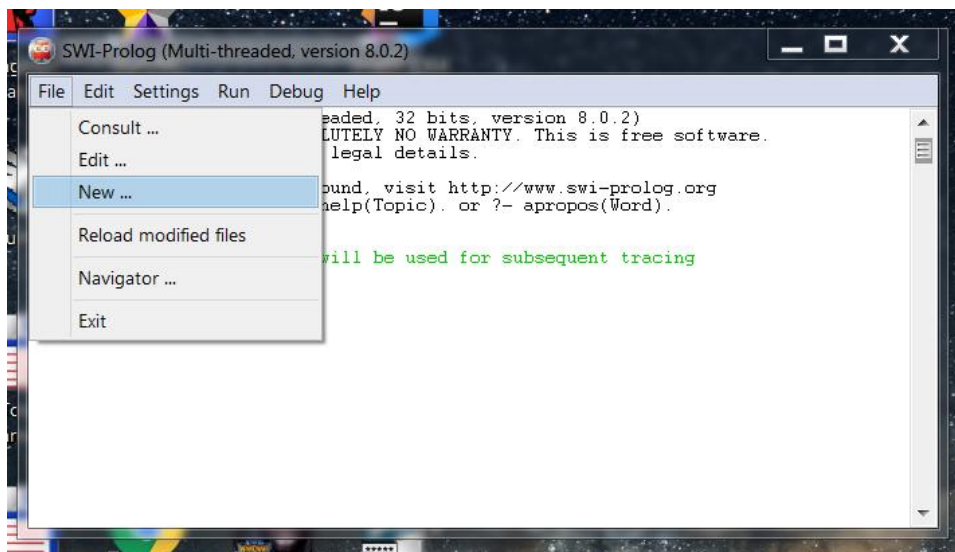 SWI-Prolog (Multi-threaded, version 8.0.2)
File Edit Settings Run Debug Help
Consult ...
Edit ...
New ...
Reload modified files
Navigator ...
Exit
eaded, 32 bits, version 8.0.2)
LUTELY NO WARRANTY. This is free software.
legal details.
ound, visit http://www.swi-prolog.org
help(Topic). or ?- apropos(Word).
will be used for subsequent tracing